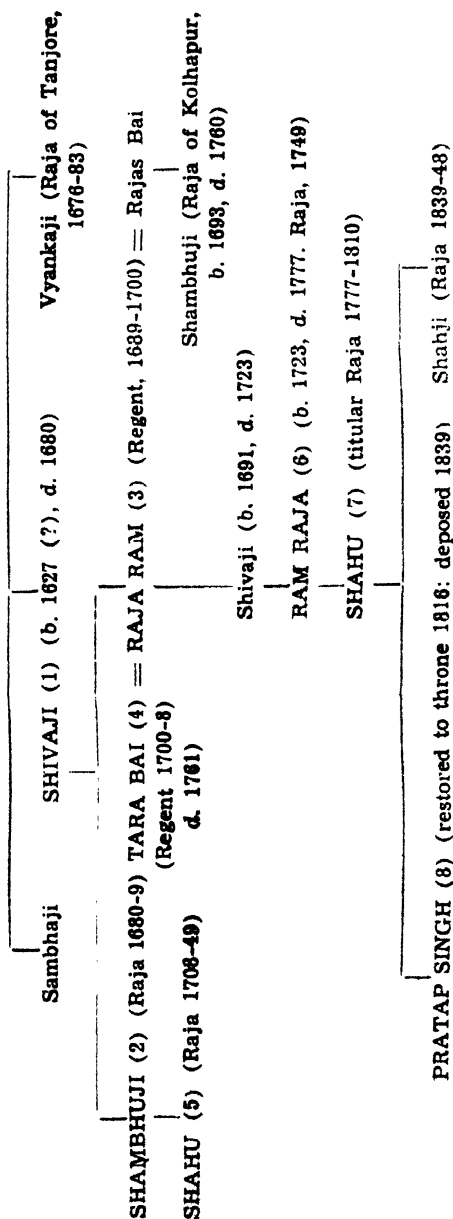 Sambhaji SHIVAJI (1) (b. 1627 (?), d. 1680) Vyankaji (Raja of Tanjore,
1676-83)
SHAMBHUJI (2) (Raja 1680-9) TARA BAI (4) = RAJA RAM (3) (Regent, 1689-1700) = Rajas Bai
(Regent 1700-8)
d. 1761)
SHAHU (5) (Raja 1708-49)
Shambhuji (Raja of Kolhapur,
b. 1693, d. 1760)
Shivaji (b. 1691, d. 1723)
RAM RAJA (6) (b. 1723, d. 1777. Raja, 1749)
SHAHU (7) (titular Raja 1777-1810)
PRATAP SINGH (8) (restored to throne 1816: deposed 1839) Shahji (Raja 1839-48)